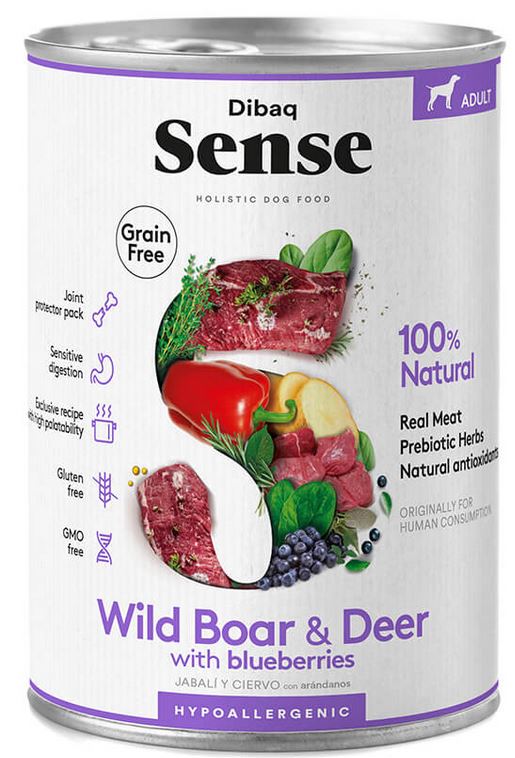 ADULT
Dibaq
Sense
HOLISTIC DOG FOOD
Grain
Free
Joint
protector pack
Sensitive
digestion
Exclusive recipe
with high palatability
Gluten
free
GMO
free
100%
Natural
Real Meat
Prebiotic Herbs
Natural antioxidants
ORIGINALLY FOR
HUMAN CONSUMPTION
Wild Boar & Deer
with blueberries
JABALÍ Y CIERVO con arándanos
HYPOALLERGENIC